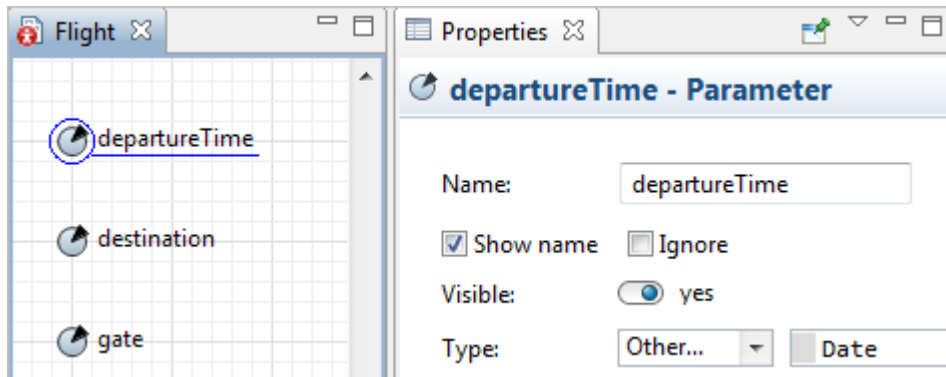 Flight
departureTime
destination
gate
Properties
departureTime - Parameter
Name: departureTime
Show name Ignore
Visible: yes
Type: Other... Date